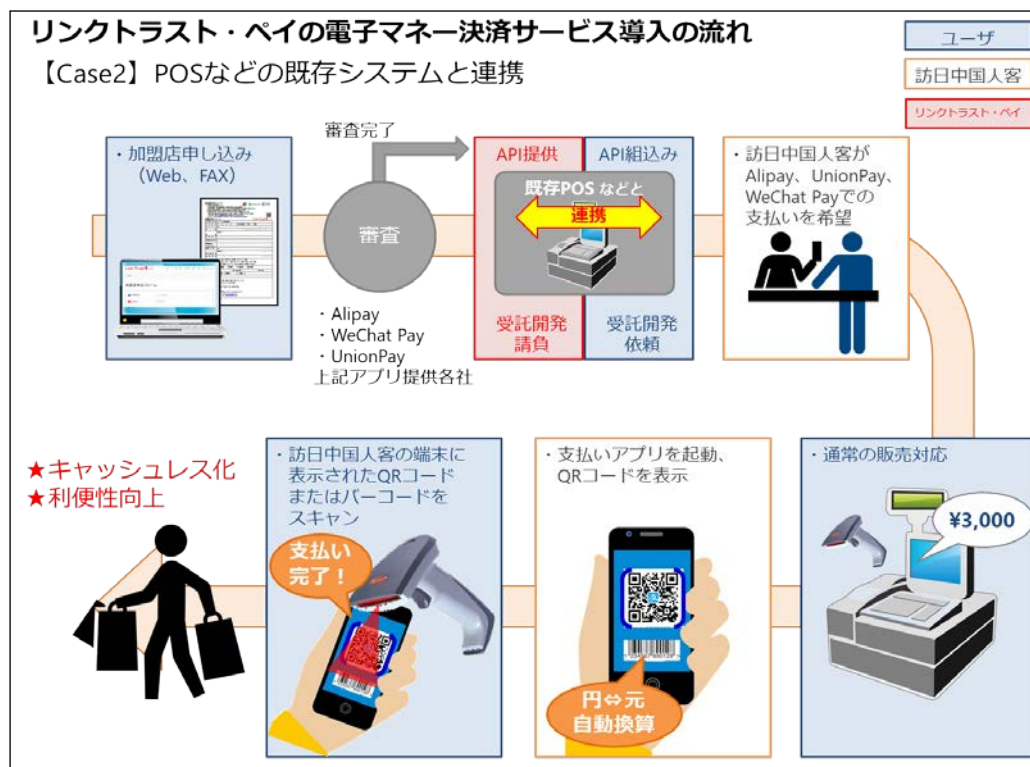 リンクトラスト・ペイの電子マネー決済サービス導入の流れ
【Case2】POSなどの既存システムと連携
ユーザ
訪日中国人客
リンクトラスト・ペイ
・加盟店申し込み
（Web、FAX）
審査完了
審査
・Alipay
・WeChat Pay
・UnionPay
上記アプリ提供各社
API提供
API組込み
既存POS などと
連携
受託開発
請負
受託開発
依頼
・訪日中国人客が
Alipay、UnionPay、
WeChat Payでの
支払いを希望
・通常の販売対応
¥3,000
・支払いアプリを起動、
QRコードを表示
円⇔元
自動換算
・訪日中国人客の端末に
表示されたQRコード
またはバーコードを
スキャン
支払い
完了！
★キャッシュレス化
★利便性向上